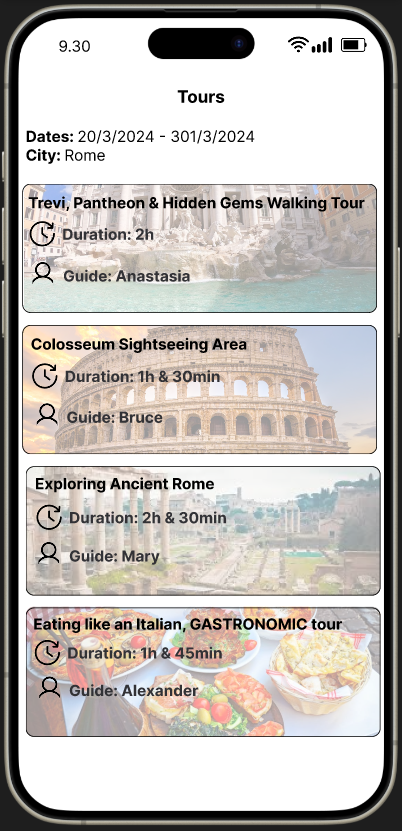 9.30
Tours
Dates: 20/3/2024 - 301/3/2024
City: Rome
Trevi, Pantheon & Hidden Gems Walking Tour
Duration: 2h
Guide: Anastasia
Colosseum Sightseeing Area
Duration: 1h & 30min
Guide: Bruce
Exploring Ancient Rome
Duration: 2h & 30min
Guide: Mary
Eating like an Italian, GASTRONOMIC tour
Duration: 1h & 45min
Guide: Alexander